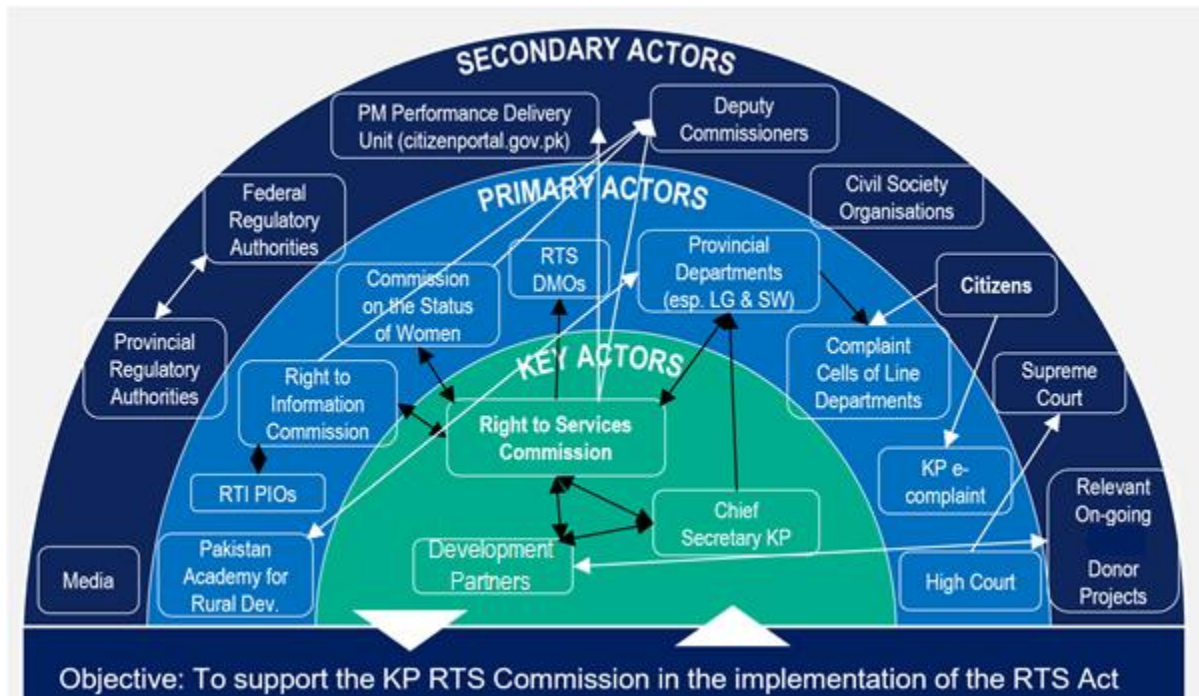 SECONDARY ACTORS
PM Performance Delivery
Unit (citizenportal.gov.pk)
Deputy
Commissioners
Federal
Regulatory
Authorities
Civil Society
Organisations
Provincial
Regulatory
Authorities
Citizens
Supreme
Court
Relevant
On-going
Donor
Projects
Media
PRIMARY ACTORS
Commission
on the Status
of Women
RTS
DMOs
Provincial
Departments
(esp. LG & SW)
Right to
Information
Commission
Complaint
Cells of Line
Departments
RTI PIOs
KP e-
complaint
Pakistan
Academy for
Rural Dev.
High Court
KEY ACTORS
Right to Services
Commission
Chief
Secretary KP
Development
Partners
Objective: To support the KP RTS Commission in the implementation of the RTS Act